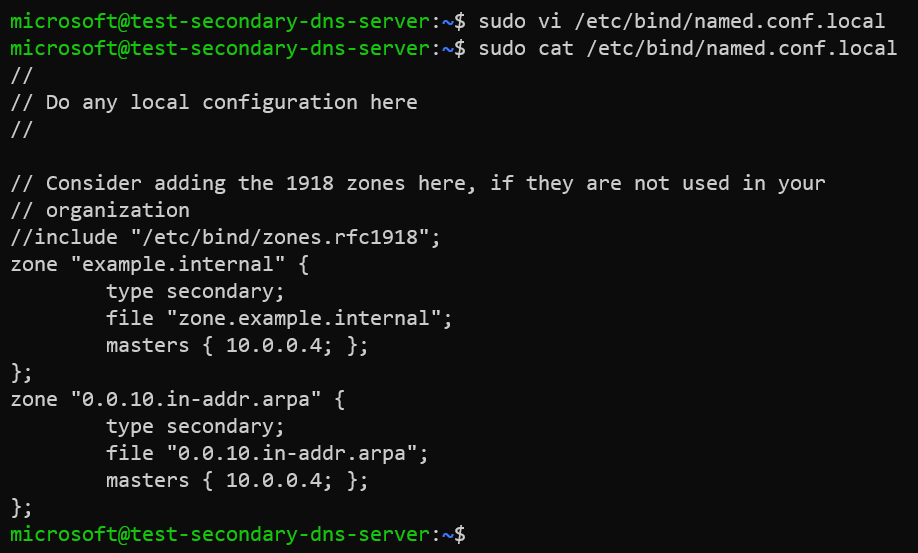 microsoft@test-secondary-dns-server:~$ sudo vi /etc/bind/named.conf.local
microsoft@test-secondary-dns-server:~$ sudo cat /etc/bind/named.conf.local
//
// Do any local configuration here
//

// Consider adding the 1918 zones here, if they are not used in your
// organization
//include "/etc/bind/zones.rfc1918";
zone "example.internal" {
        type secondary;
        file "zone.example.internal";
        masters { 10.0.0.4; };
};
zone "0.0.10.in-addr.arpa" {
        type secondary;
        file "0.0.10.in-addr.arpa";
        masters { 10.0.0.4; };
};
microsoft@test-secondary-dns-server:~$